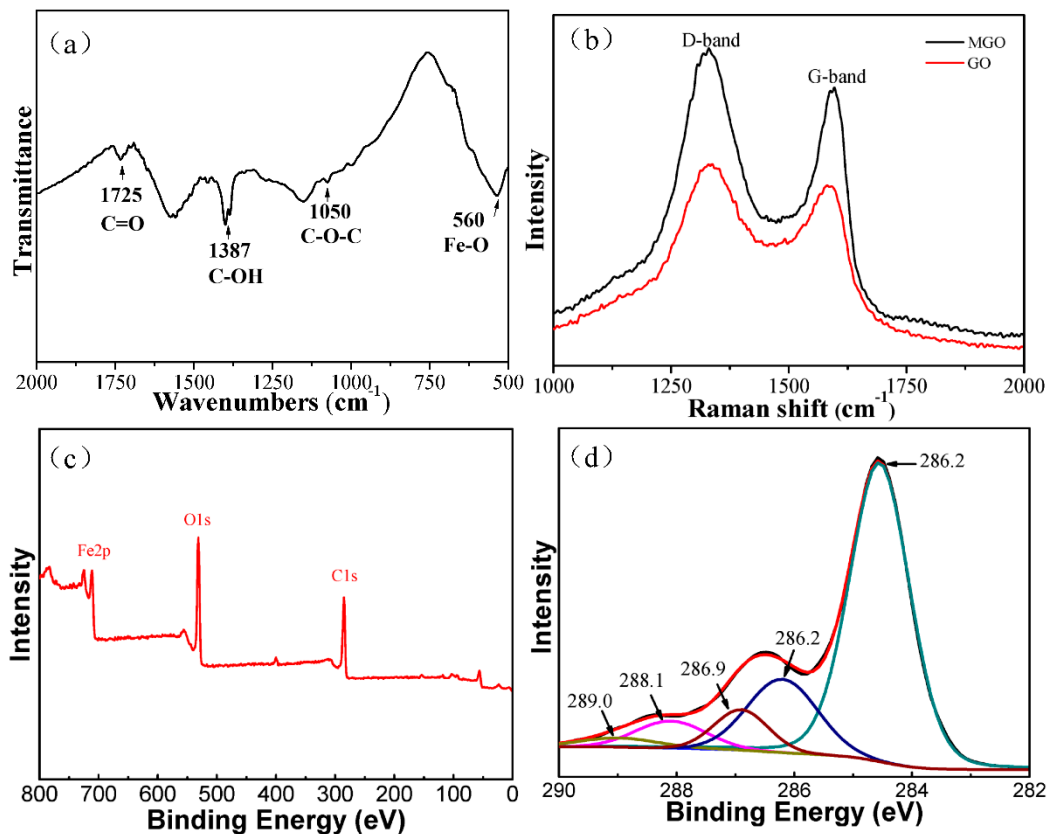 (a)
Transmittance
1725
C=O
1387
C-OH
1050
C-O-C
560
Fe-O
2000 1750 1500 1250 1000 750 500
Wavenumbers (cm⁻¹)
(b)
D-band
G-band
MGO
GO
Intensity
1000 1250 1500 1750 2000
Raman shift (cm⁻¹)
(c)
Fe2p
O1s
C1s
Intensity
800 700 600 500 400 300 200 100 0
Binding Energy (eV)
(d)
286.2
286.2
286.9
288.1
289.0
Intensity
290 288 286 284 282
Binding Energy (eV)